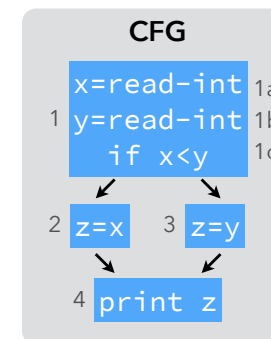 CFG
x=read-int 1a
1 y=read-int 1b
if x<y 1c
2 z=x 3 z=y
4 print z